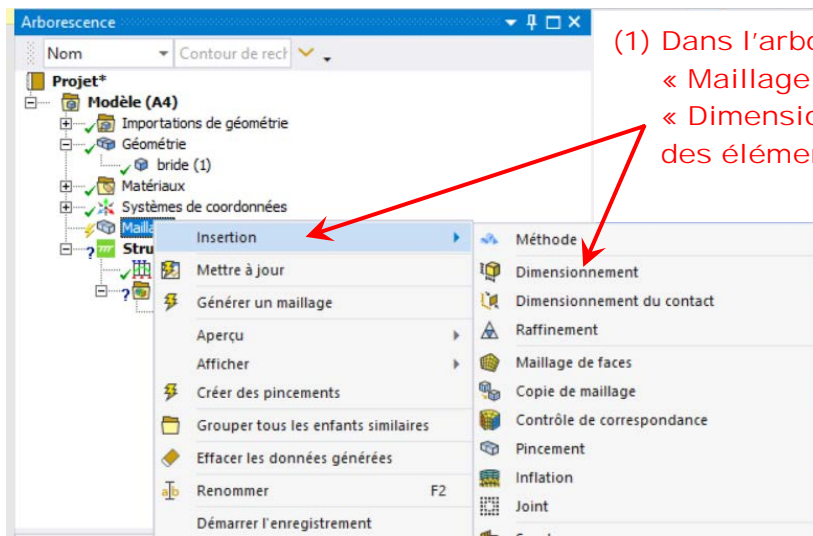 Arborescence
Nom
Contour de rech
Projet*
Modèle (A4)
Importations de géométrie
Géométrie
bride (1)
Matériaux
Systèmes de coordonnées
Stru
Insertion
Mettre à jour
Générer un maillage
Aperçu
Afficher
Créer des pincements
Grouper tous les enfants similaires
Effacer les données générées
Renommer F2
Démarrer l'enregistrement
Méthode
Dimensionnement
Dimensionnement du contact
Raffinement
Maillage de faces
Copie de maillage
Contrôle de correspondance
Pincement
Inflation
Joint
(1) Dans l'arbo
« Maillage
« Dimensio
des élémen